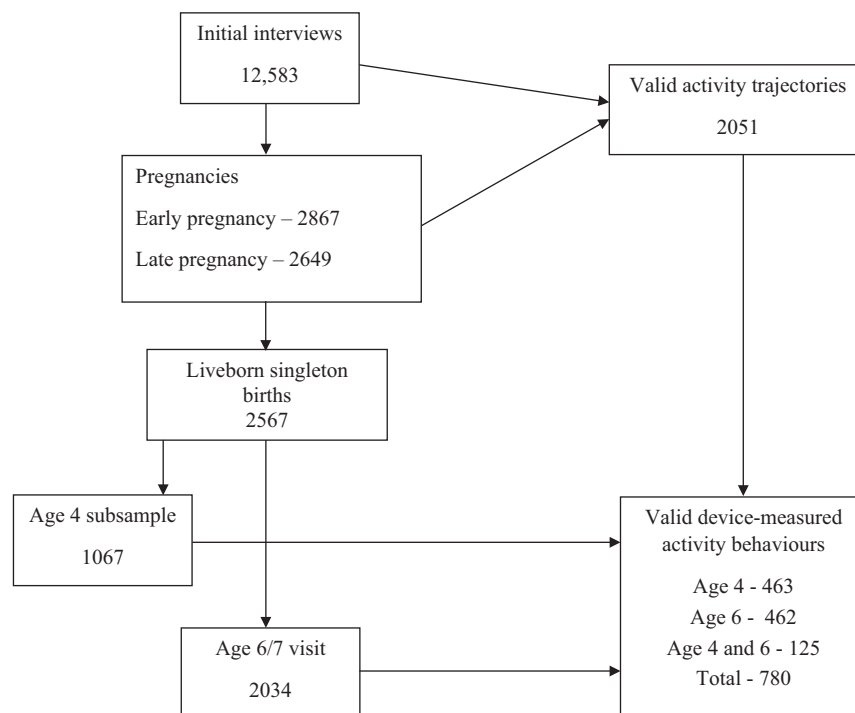 Initial interviews
12,583
Valid activity trajectories
2051
Pregnancies
Early pregnancy – 2867
Late pregnancy – 2649
Liveborn singleton
births
2567
Age 4 subsample
1067
Valid device-measured
activity behaviours
Age 4 - 463
Age 6 -  462
Age 4 and 6 - 125
Total - 780
Age 6/7 visit
2034